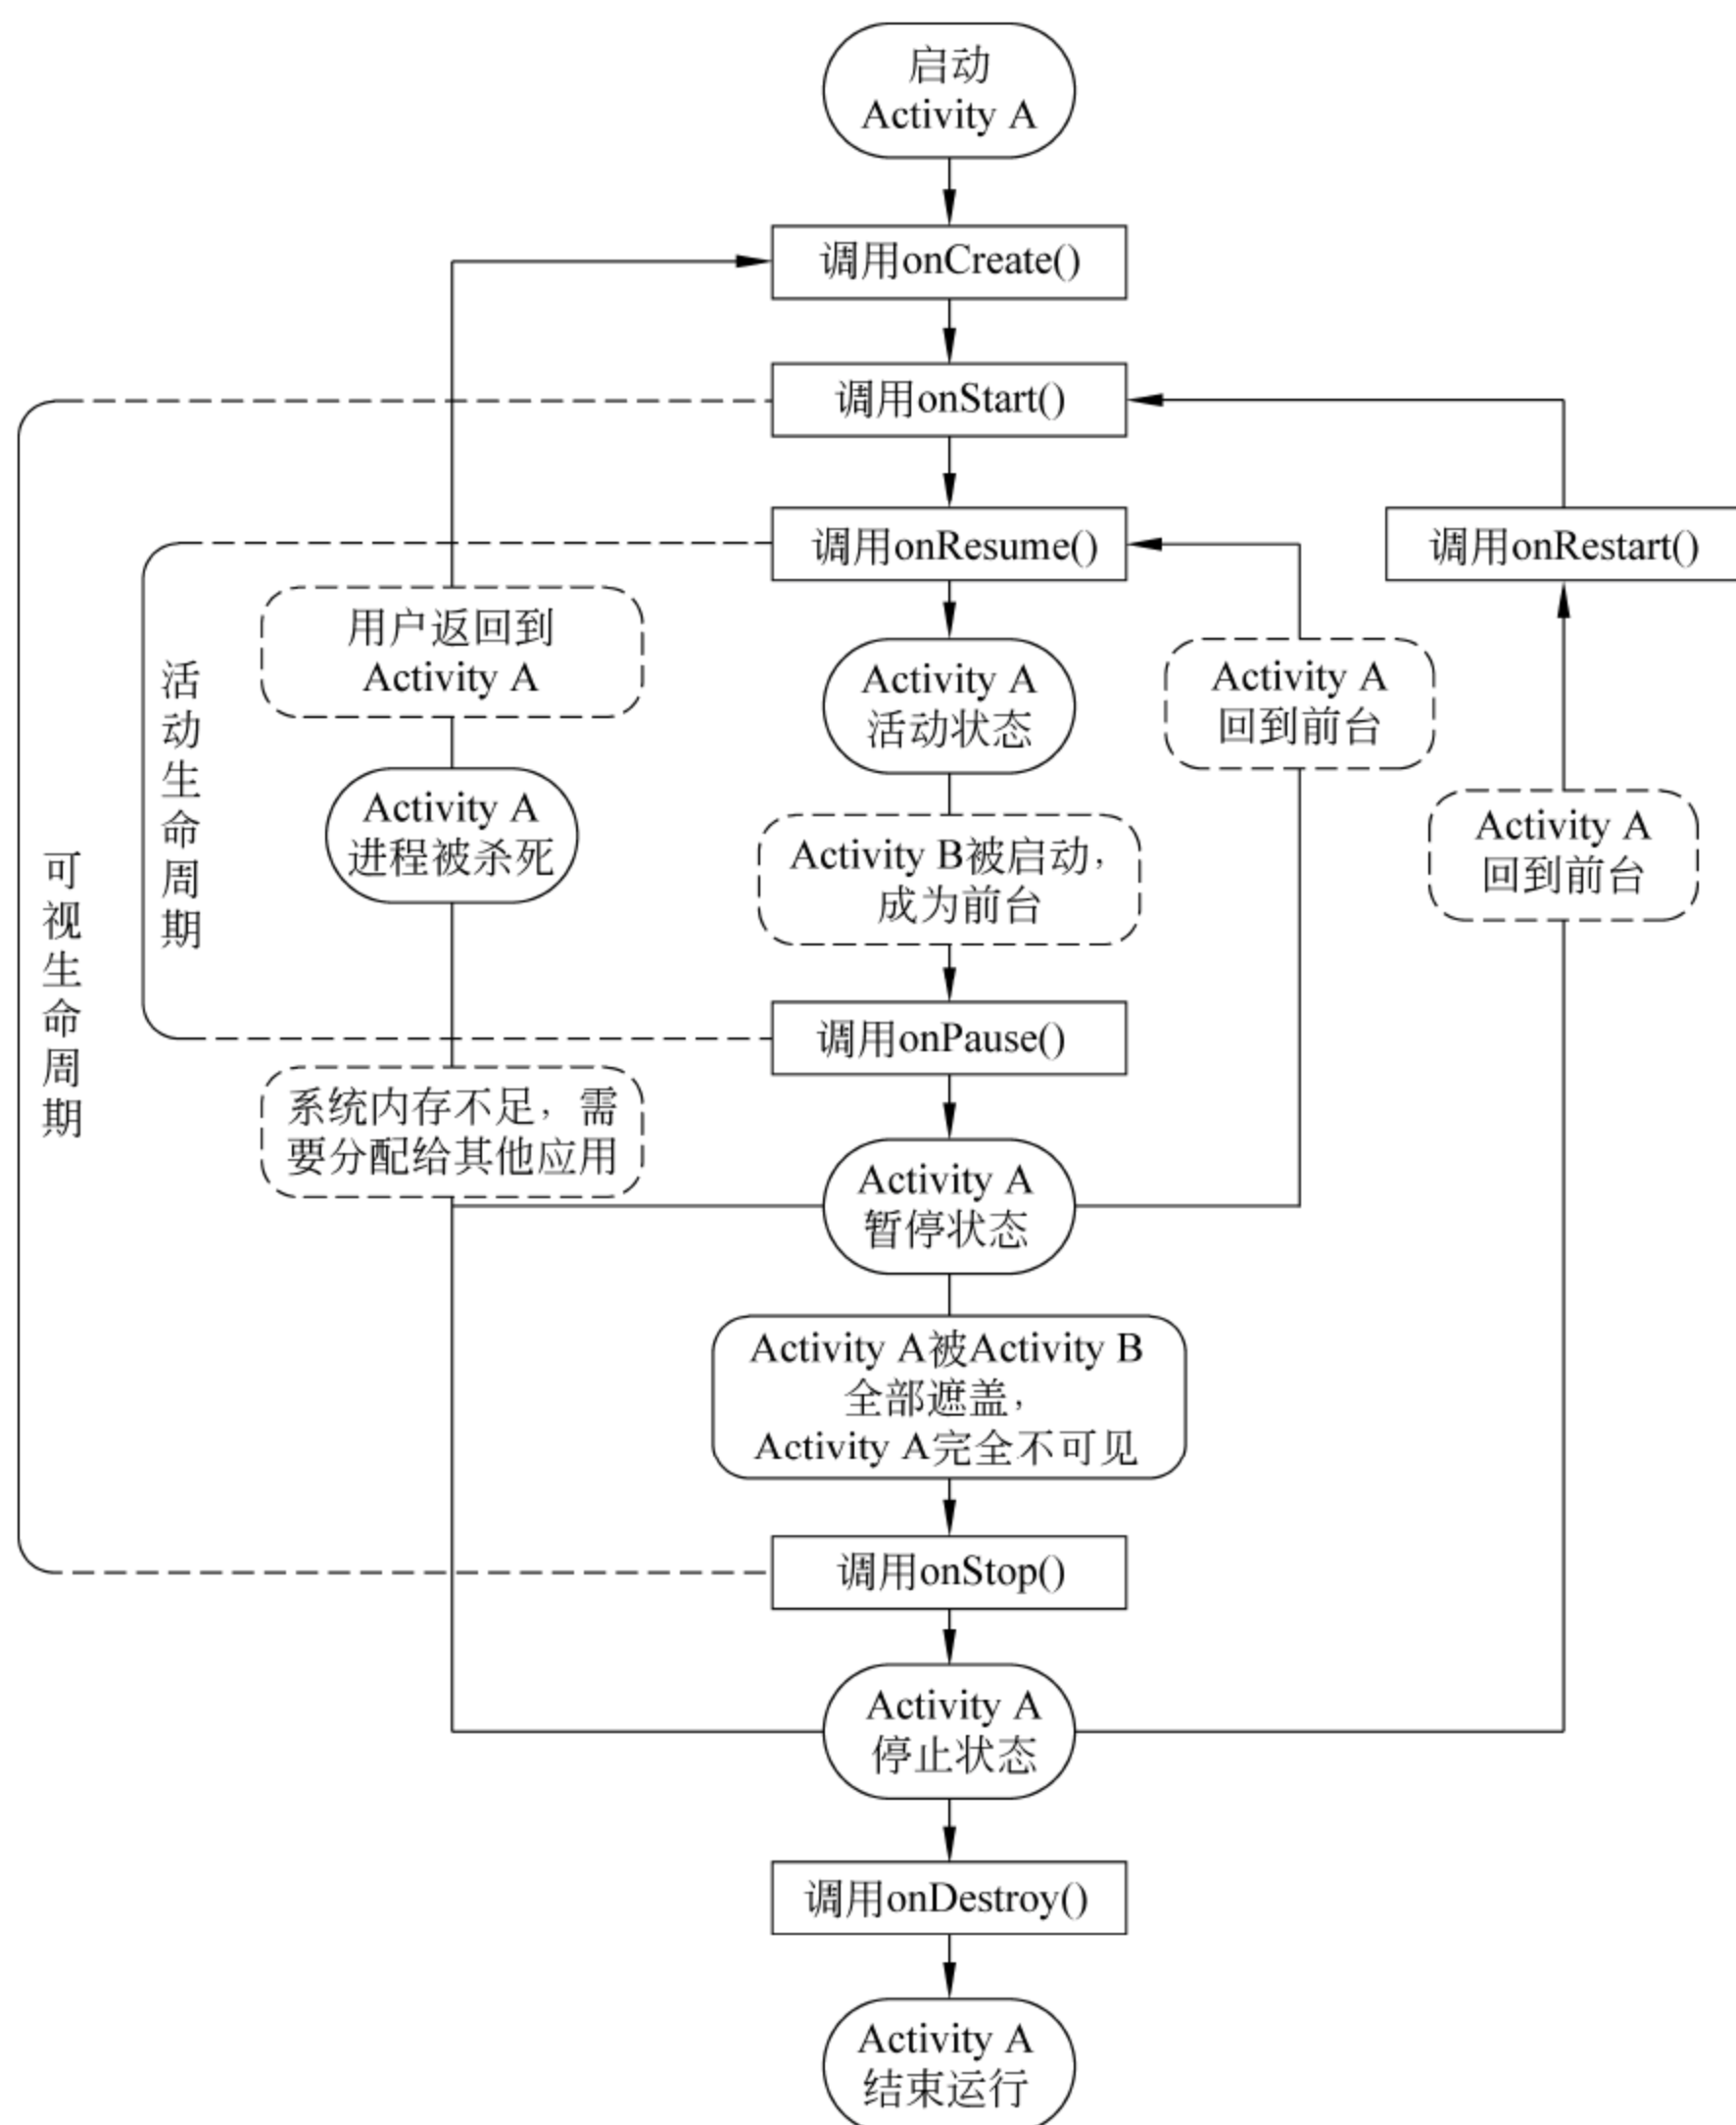 启动
Activity A
调用onCreate()
调用onStart()
调用onResume()
调用onRestart()
用户返回到
Activity A
Activity A
活动状态
Activity A
回到前台
活动生命周期
Activity A
进程被杀死
Activity B被启动，
成为前台
Activity A
回到前台
可视生命周期
调用onPause()
系统内存不足，需
要分配给其他应用
Activity A
暂停状态
Activity A被Activity B
全部遮盖，
Activity A完全不可见
调用onStop()
Activity A
停止状态
调用onDestroy()
Activity A
结束运行